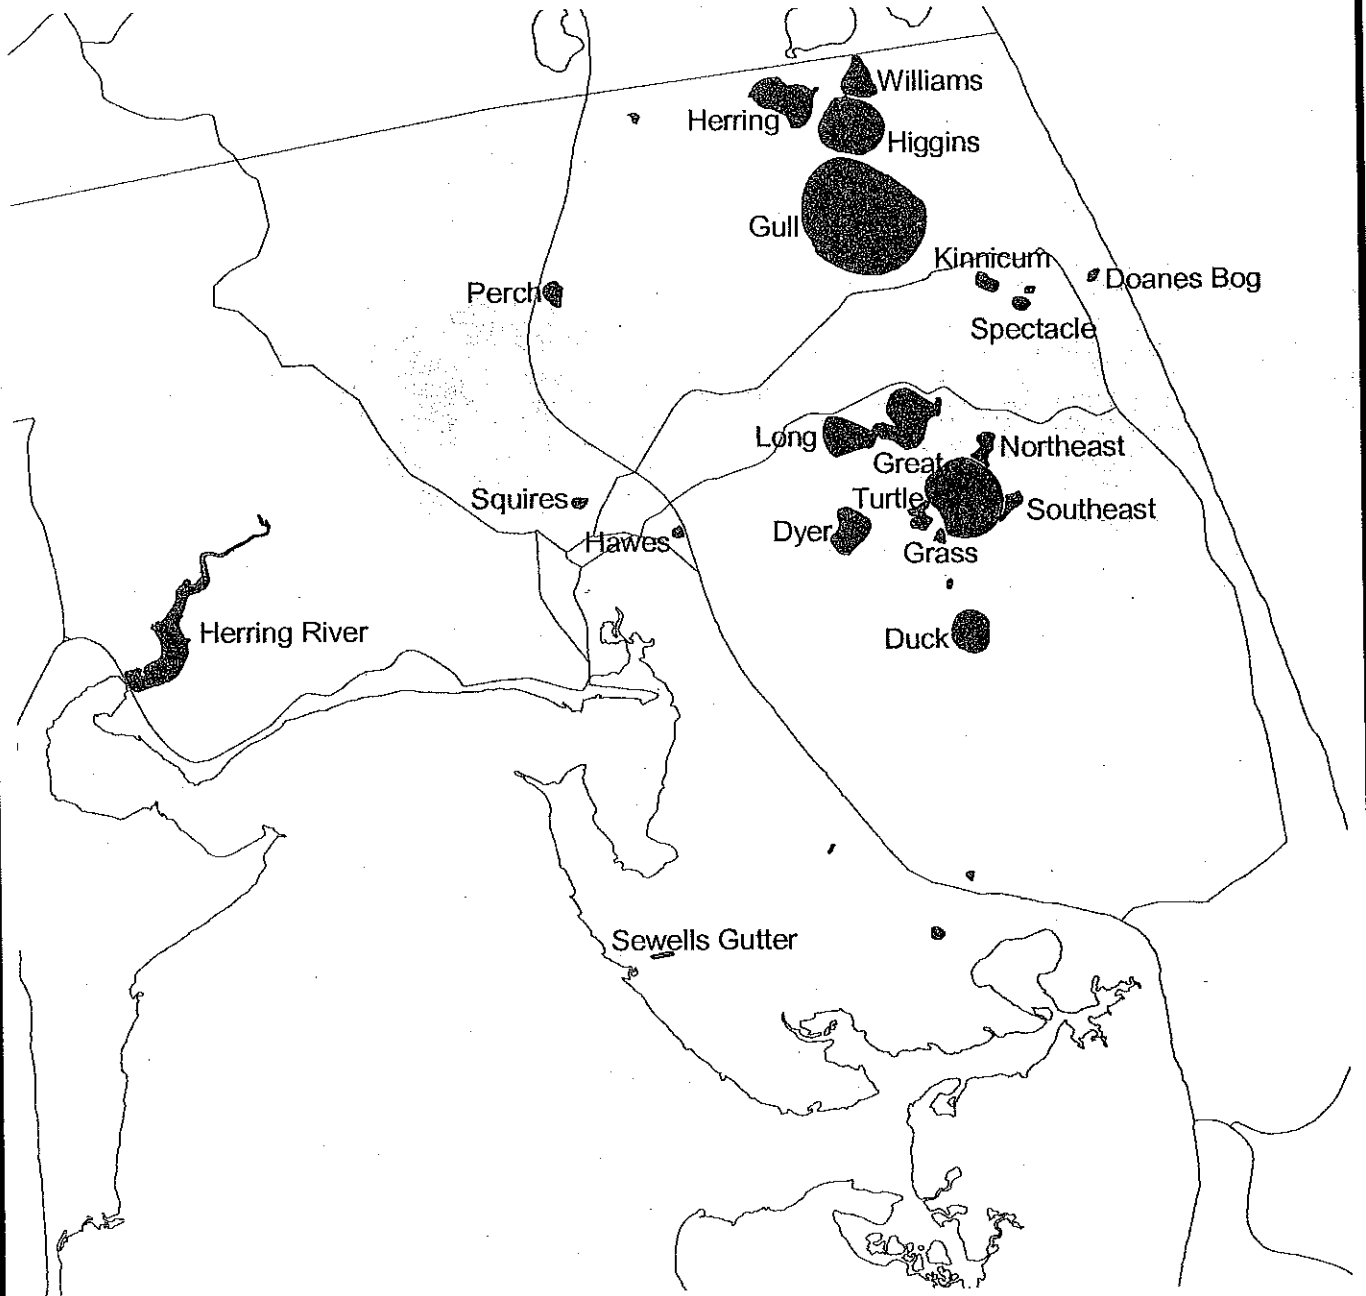 Williams
Herring
Higgins
Gull
Kinnicum
Doanes Bog
Perch
Spectacle
Long
Northeast
Great
Turtle
Squires
Southeast
Dyer
Hawes
Grass
Herring River
Duck
Sewells Gutter